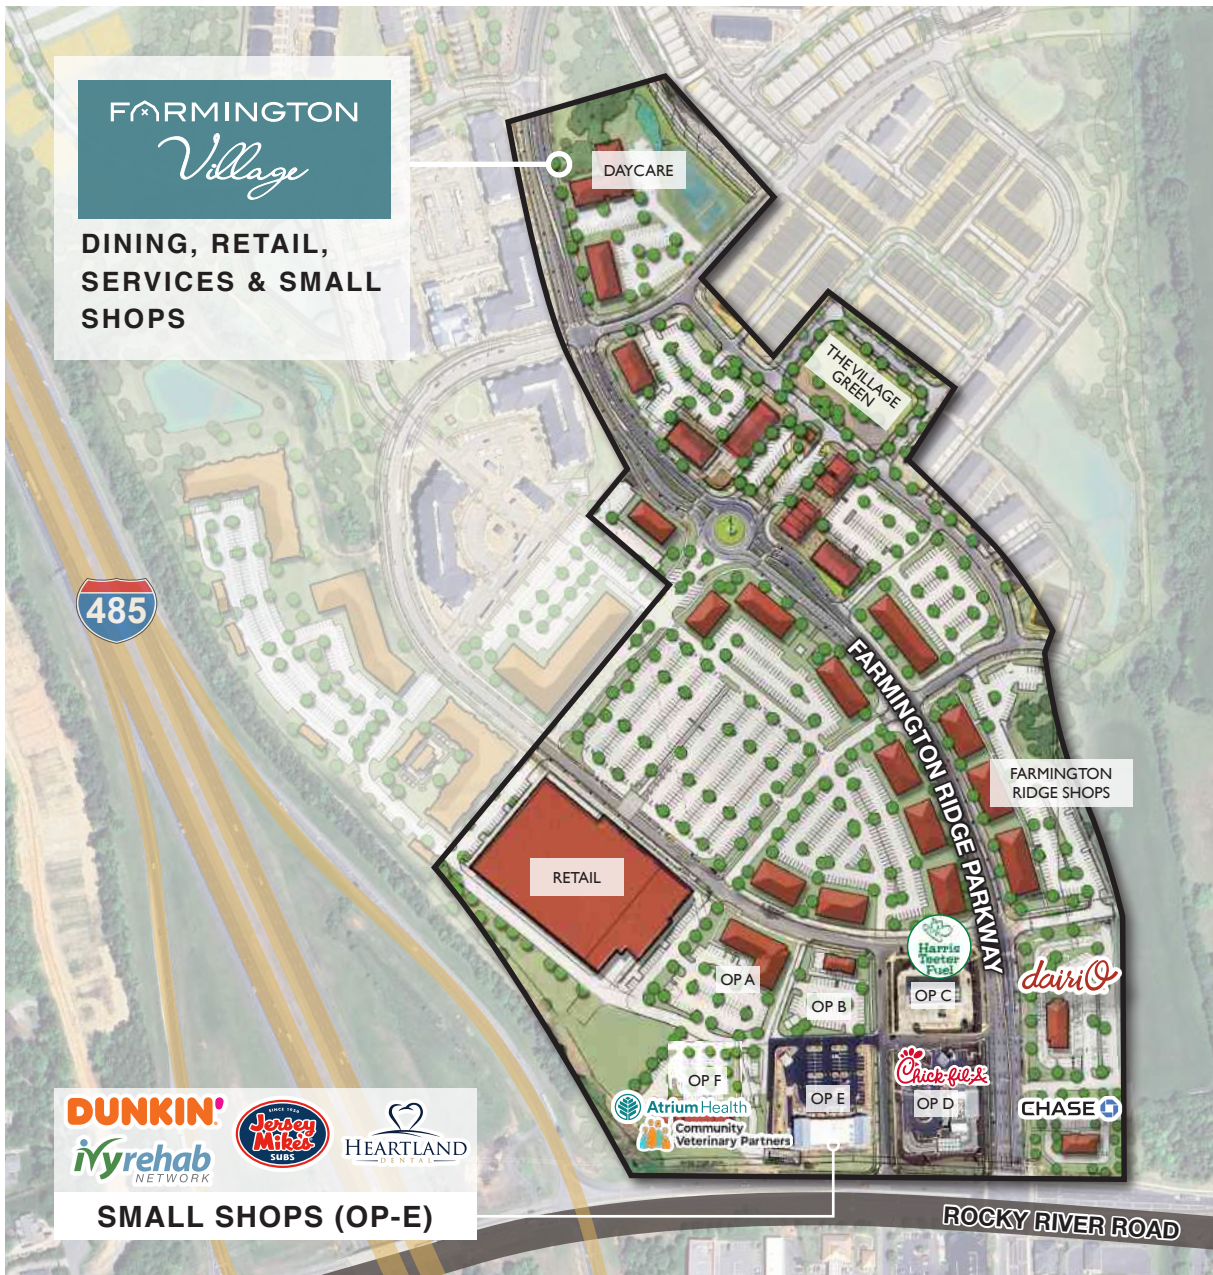 FARMINGTON
Village
DINING, RETAIL,
SERVICES & SMALL
SHOPS
DAYCARE
THE VILLAGE
GREEN
485
FARMINGTON RIDGE PARKWAY
FARMINGTON
RIDGE SHOPS
RETAIL
Harris
Teeter
Fuel
OP A
OP B
OP C
dairiO
OP F
OP E
Chick-fil-A
OP D
Atrium Health
Community
Veterinary Partners
CHASE
DUNKIN'
ivyrehab
NETWORK
SINCE 1956
Jersey
Mike's
SUBS
HEARTLAND
DENTAL
SMALL SHOPS (OP-E)
ROCKY RIVER ROAD